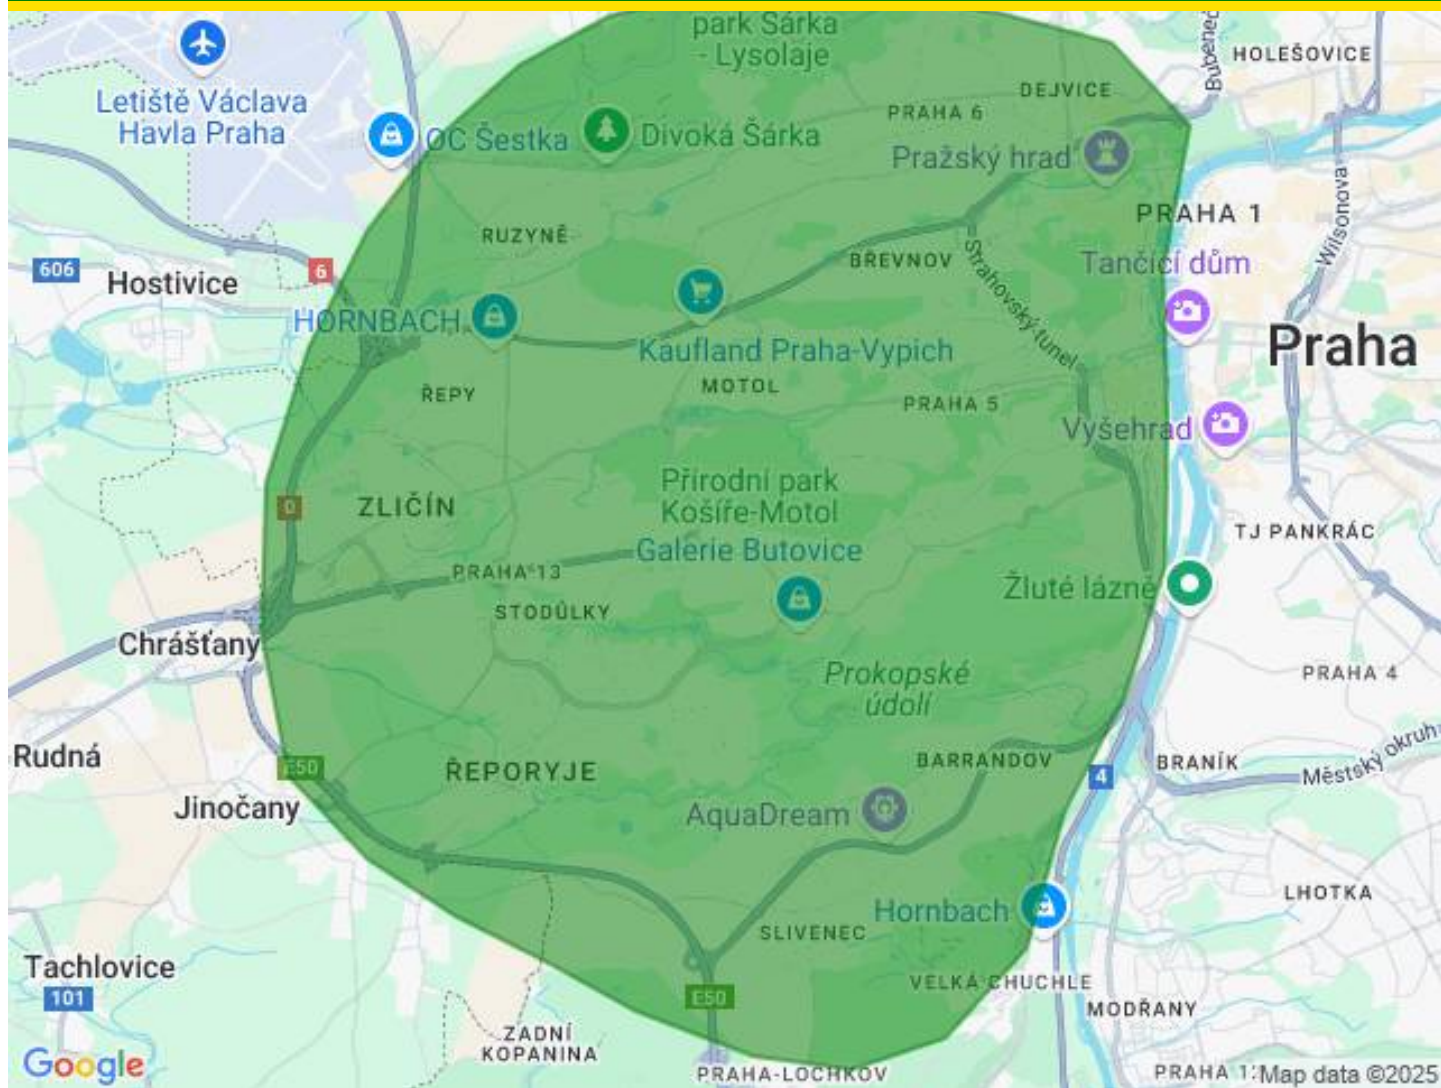 park Šárka
- Lysolaje
HOLEŠOVICE
Bubeneč
DEJVICE
Letiště Václava
Havla Praha
PRAHA 6
OC Šestka
Divoká Šárka
Pražský hrad
PRAHA 1
Wilsonova
RUZYNĚ
BŘEVNOV
Tančící dům
606
6
Hostivice
Strahovský tunel
HORNBACH
Kaufland Praha-Vypich
Praha
ŘEPY
MOTOL
PRAHA 5
Vyšehrad
Přírodní park
Košíře-Motol
0
ZLIČÍN
TJ PANKRÁC
Galerie Butovice
PRAHA 13
STODŮLKY
Žluté lázně
Chrášťany
Prokopské
údolí
PRAHA 4
Rudná
E50
ŘEPORYJE
BARRANDOV
BRANÍK
Městský okruh
4
Jinočany
AquaDream
LHOTKA
Hornbach
SLIVENEC
Tachlovice
101
VELKÁ CHUCHLE
E50
MODŘANY
ZADNÍ
KOPANINA
Google
PRAHA-LOCHKOV
PRAHA 12
Map data ©2025